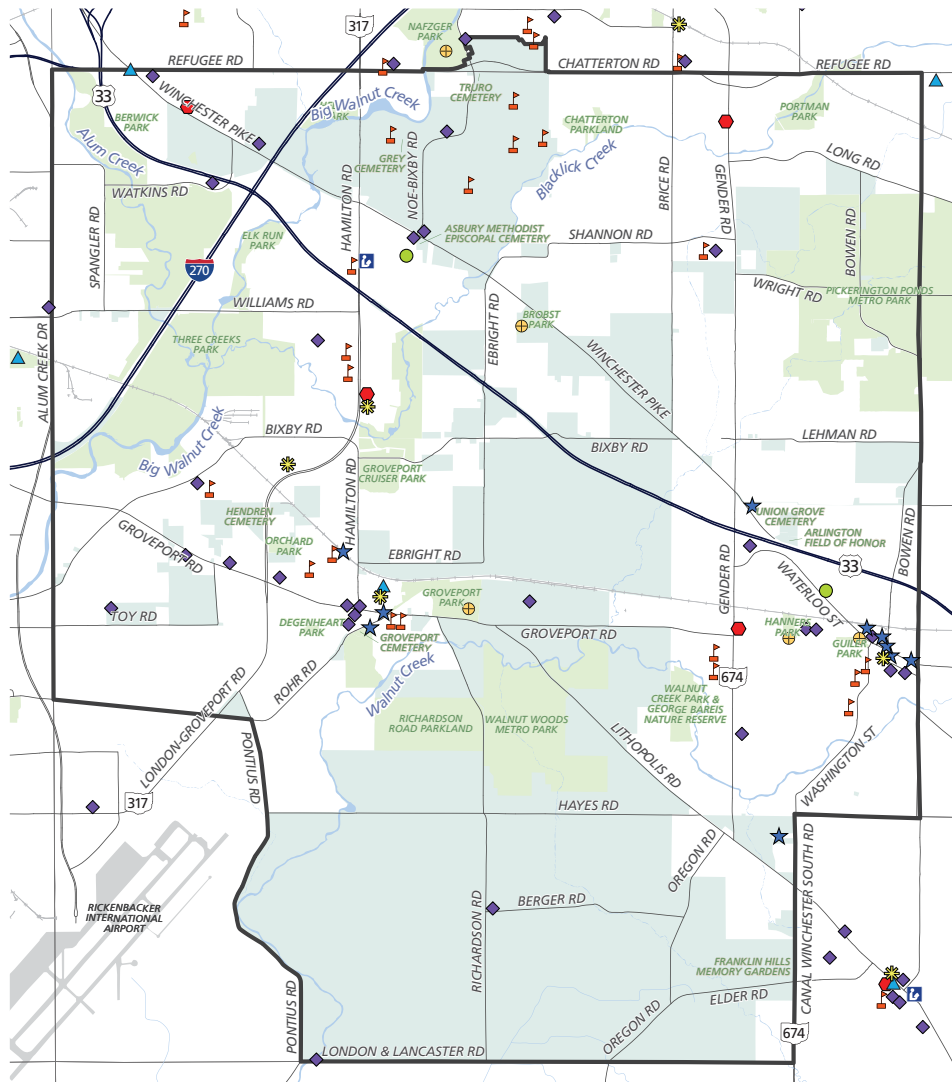 317
NAFZGER
PARK
REFUGEE RD
CHATTERTON RD
REFUGEE RD
33
WINCHESTER PIKE
Big Walnut Creek
PARK
TRURO
CEMETERY
BERWICK
PARK
PORTMAN
PARK
CHATTERTON
PARKLAND
Alum Creek
GREY
CEMETERY
NOE-BIXBY RD
Blacklick Creek
BRICE RD
GENDER RD
LONG RD
WATKINS RD
SPANGLER RD
HAMILTON RD
ELK RUN
PARK
ASBURY METHODIST
EPISCOPAL CEMETERY
SHANNON RD
BOWEN RD
270
WRIGHT RD
PICKERINGTON PONDS
METRO PARK
WILLIAMS RD
EBRIGHT RD
BROBST
PARK
ALUM CREEK DR
THREE CREEKS
PARK
WINCHESTER PIKE
Big Walnut Creek
BIXBY RD
BIXBY RD
LEHMAN RD
HAMILTON RD
GROVEPORT
CRUISER PARK
HENDREN
CEMETERY
UNION GROVE
CEMETERY
ARLINGTON
FIELD OF HONOR
GROVEPORT RD
ORCHARD
PARK
EBRIGHT RD
33
BOWEN RD
GENDER RD
WATERLOO ST
TOY RD
DEGENHEART
PARK
GROVEPORT
PARK
GROVEPORT
CEMETERY
GROVEPORT RD
HANNERS
PARK
GUILER
PARK
ROHR RD
Walnut Creek
674
LONDON-GROVEPORT RD
RICHARDSON
ROAD PARKLAND
WALNUT WOODS
METRO PARK
WALNUT
CREEK PARK &
GEORGE BAREIS
NATURE RESERVE
LITHOPOLIS RD
WASHINGTON ST
PONTIUS RD
317
HAYES RD
OREGON RD
CANAL WINCHESTER SOUTH RD
RICKENBACKER
INTERNATIONAL
AIRPORT
RICHARDSON RD
BERGER RD
FRANKLIN HILLS
MEMORY GARDENS
ELDER RD
PONTIUS RD
OREGON RD
674
LONDON & LANCASTER RD